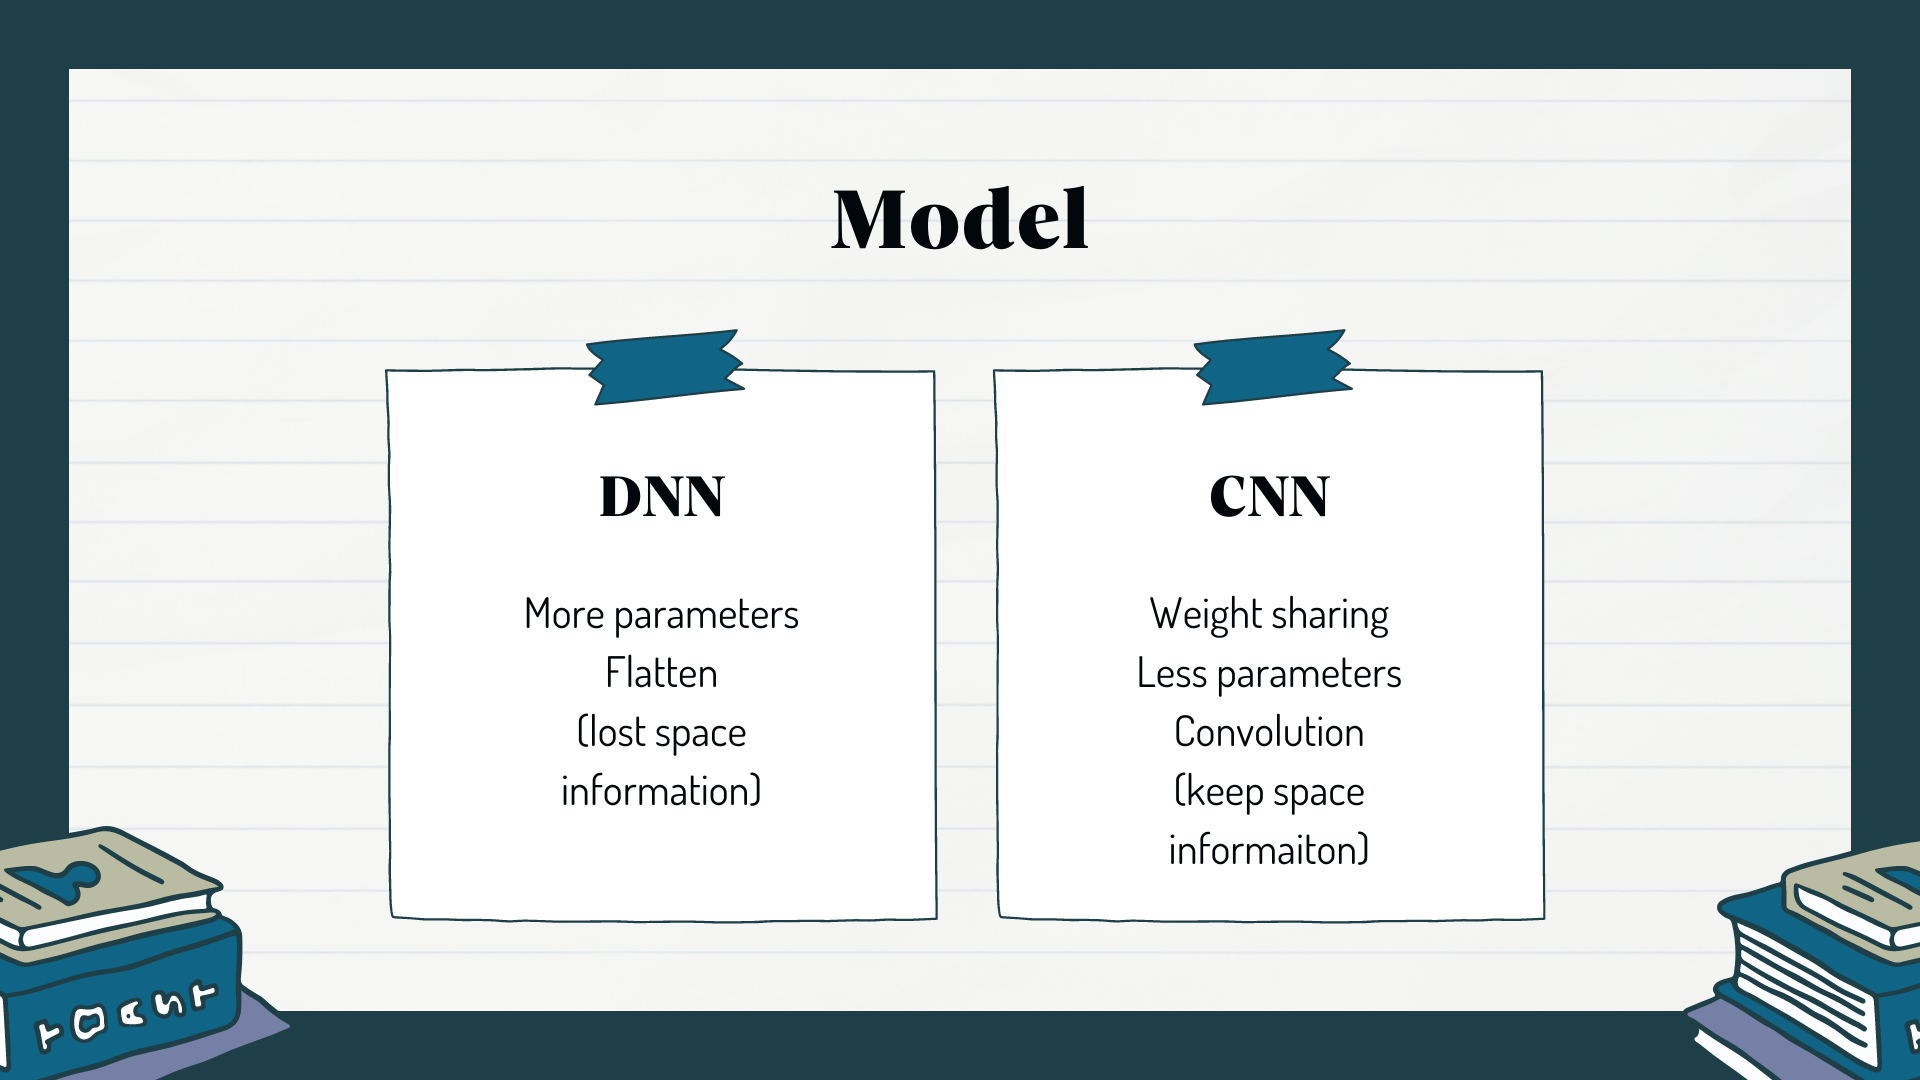 Model
DNN
More parameters
Flatten
(lost space
information)
CNN
Weight sharing
Less parameters
Convolution
(keep space
informaiton)